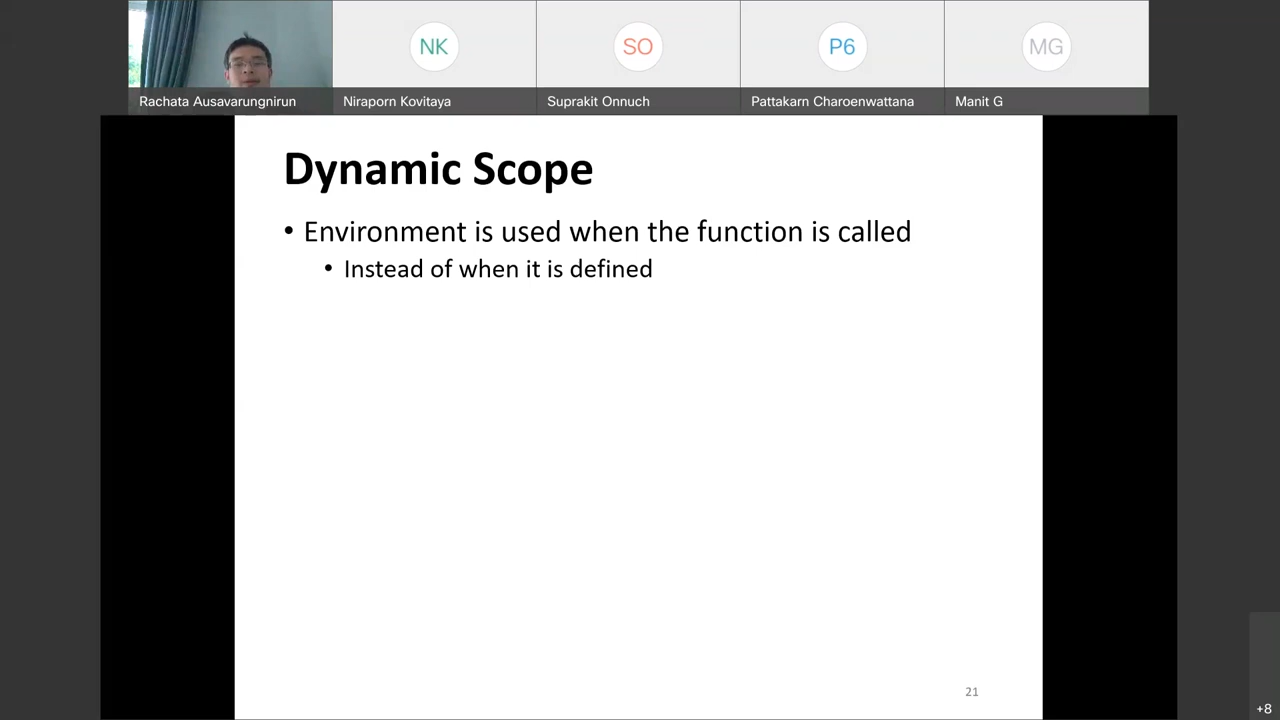 NK
SO
P6
MG
Rachata Ausavarungnirun
Niraporn Kovitaya
Suprakit Onnuch
Pattakarn Charoenwattana
Manit G
Dynamic Scope
• Environment is used when the function is called
• Instead of when it is defined
21
+8